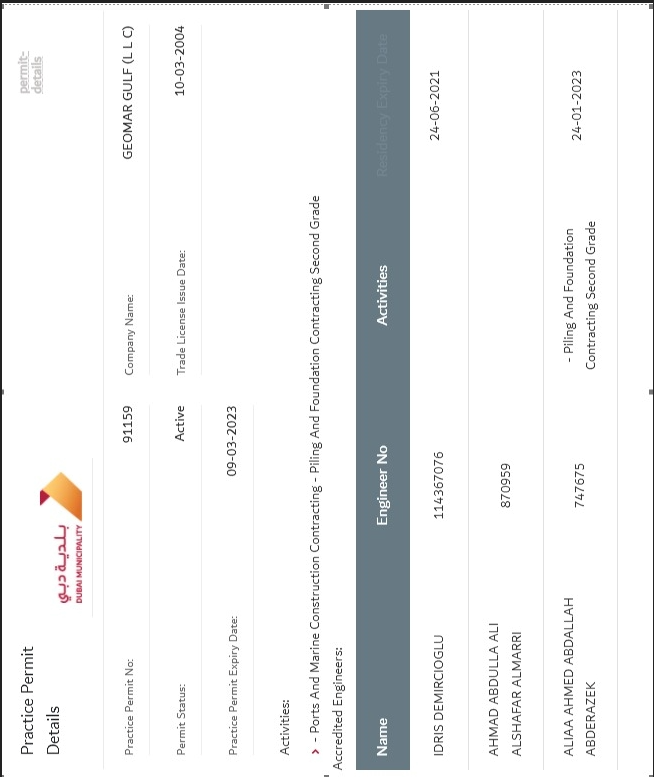 permit-
details
Practice Permit
Details
بلدية دبي
DUBAI MUNICIPALITY
Practice Permit No: 91159 Company Name: GEOMAR GULF (L L C)
Permit Status: Active Trade License Issue Date: 10-03-2004
Practice Permit Expiry Date: 09-03-2023
Activities:
› - Ports And Marine Construction Contracting - Piling And Foundation Contracting Second Grade
Accredited Engineers:
Name Engineer No Activities Residency Expiry Date
IDRIS DEMIRCIOGLU 114367076 24-06-2021
AHMAD ABDULLA ALI
ALSHAFAR ALMARRI 870959
ALIAA AHMED ABDALLAH
ABDERAZEK 747675 - Piling And Foundation
Contracting Second Grade 24-01-2023